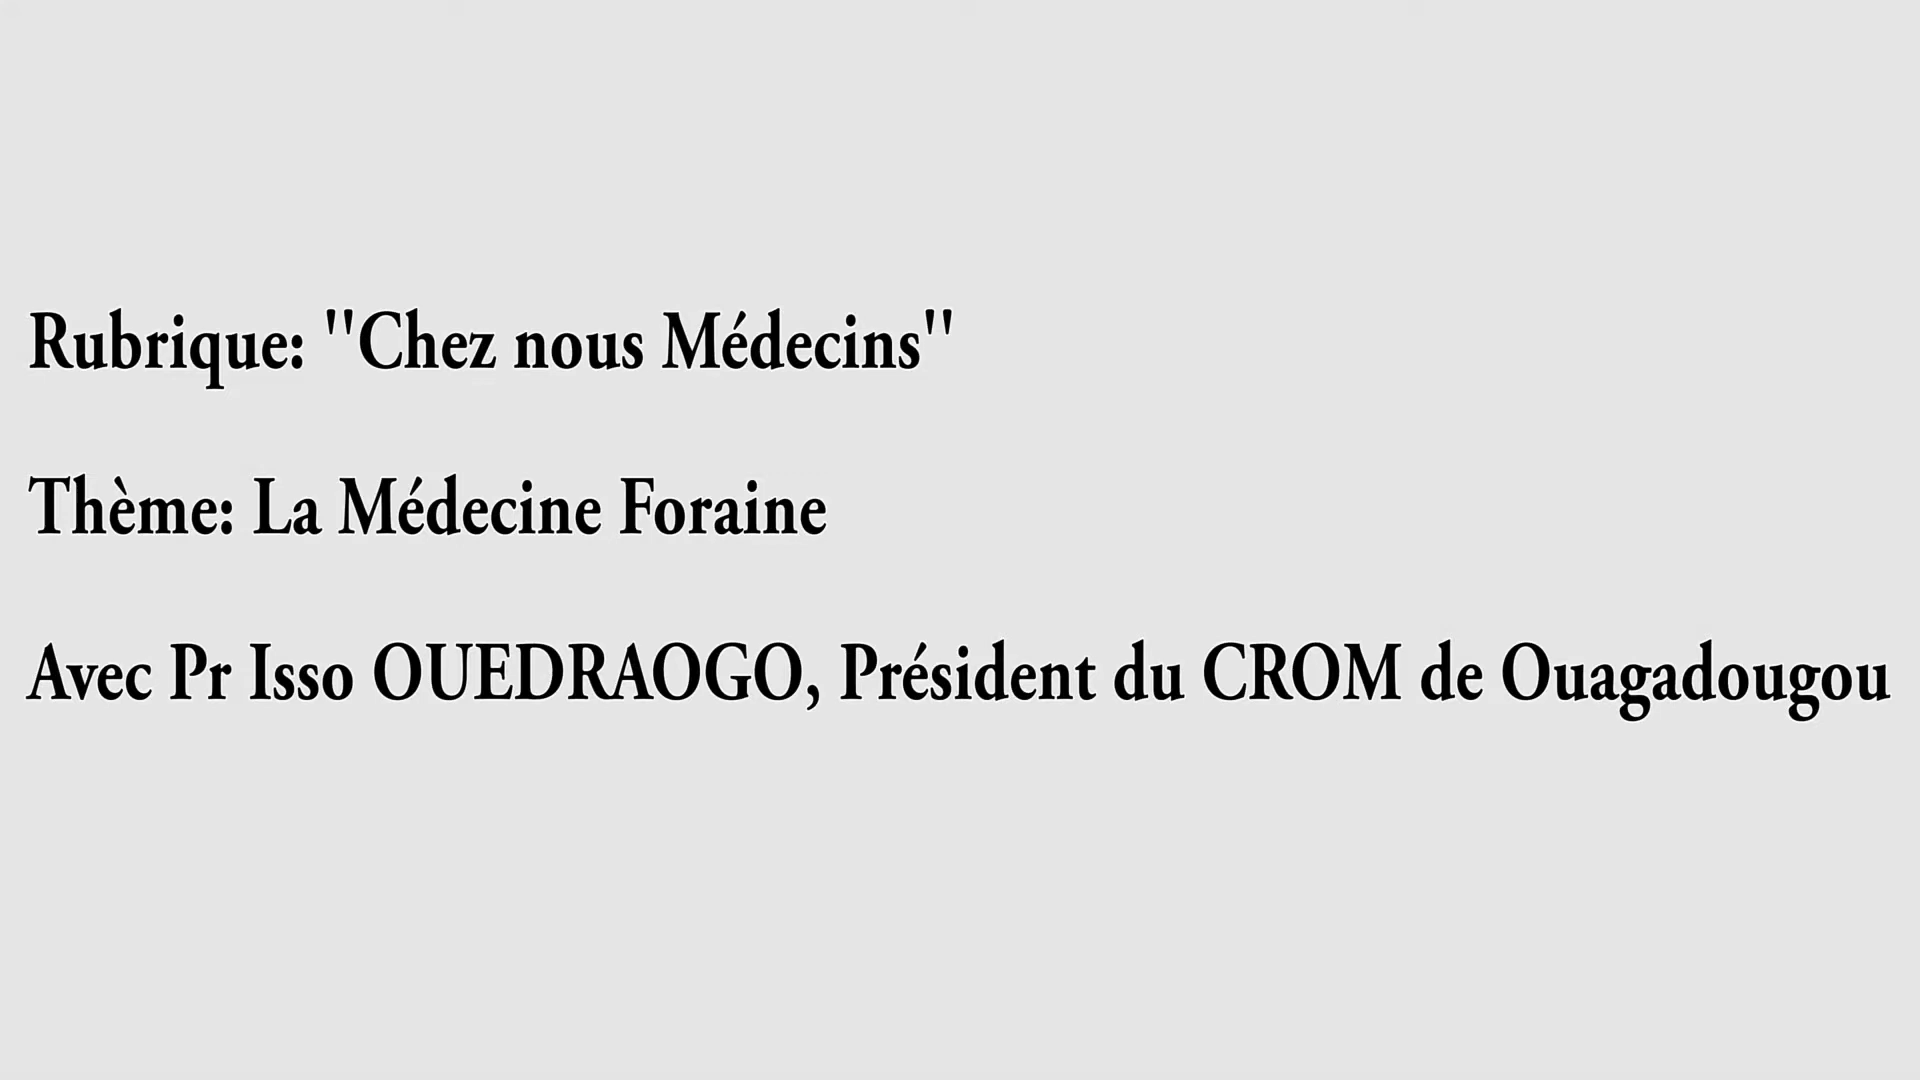 Rubrique: ''Chez nous Médecins''
Thème: La Médecine Foraine
Avec Pr Isso OUEDRAOGO, Président du CROM de Ouagadougou